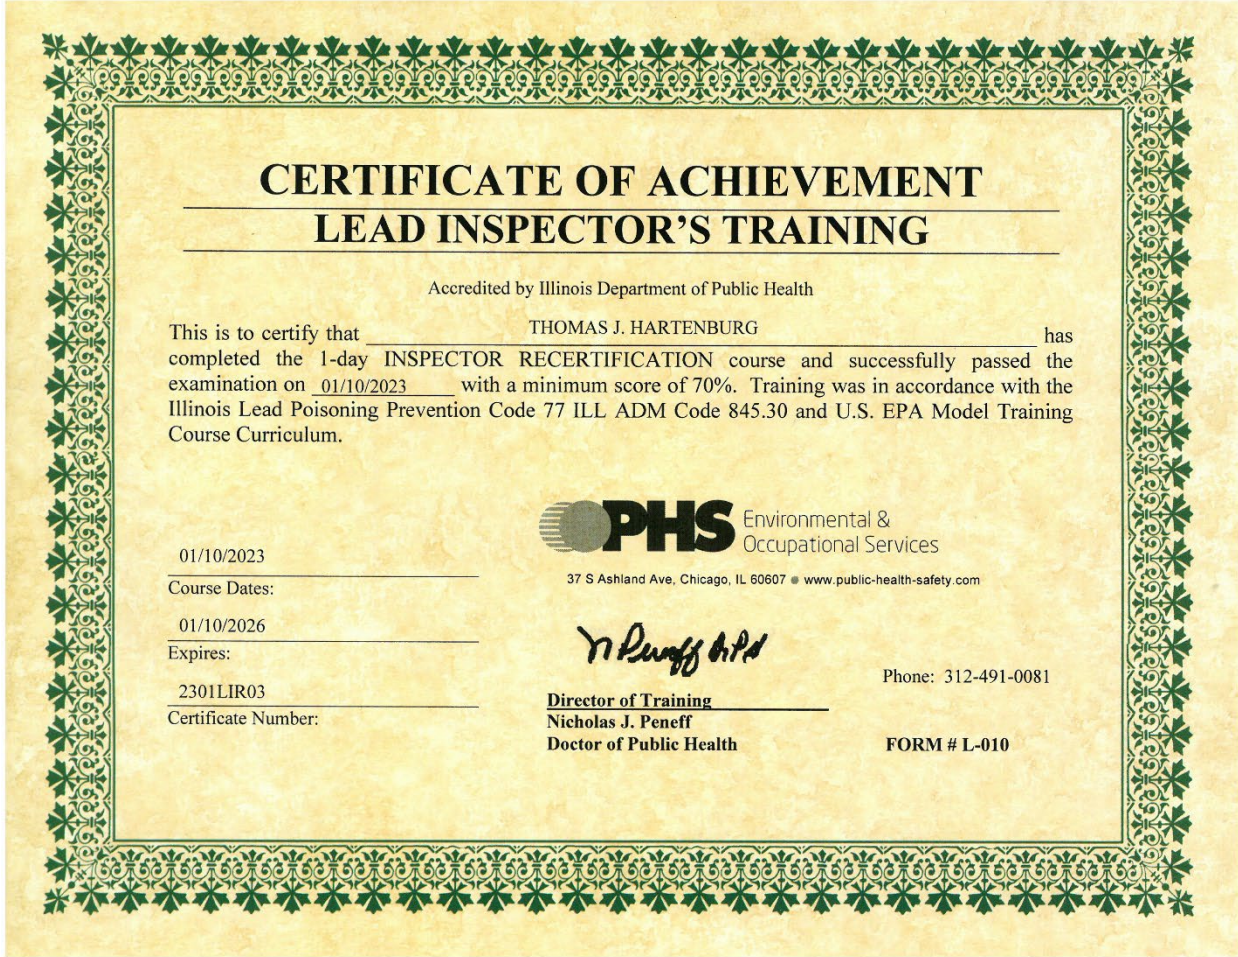 CERTIFICATE OF ACHIEVEMENT
LEAD INSPECTOR'S TRAINING
Accredited by Illinois Department of Public Health
This is to certify that THOMAS J. HARTENBURG has
completed the 1-day INSPECTOR RECERTIFICATION course and successfully passed the
examination on 01/10/2023 with a minimum score of 70%. Training was in accordance with the
Illinois Lead Poisoning Prevention Code 77 ILL ADM Code 845.30 and U.S. EPA Model Training
Course Curriculum.
PHS Environmental &
Occupational Services
37 S Ashland Ave, Chicago, IL 60607 ● www.public-health-safety.com
01/10/2023
Course Dates:
01/10/2026
Expires:
2301LIR03
Certificate Number:
Director of Training
Nicholas J. Peneff
Doctor of Public Health
Phone: 312-491-0081
FORM # L-010